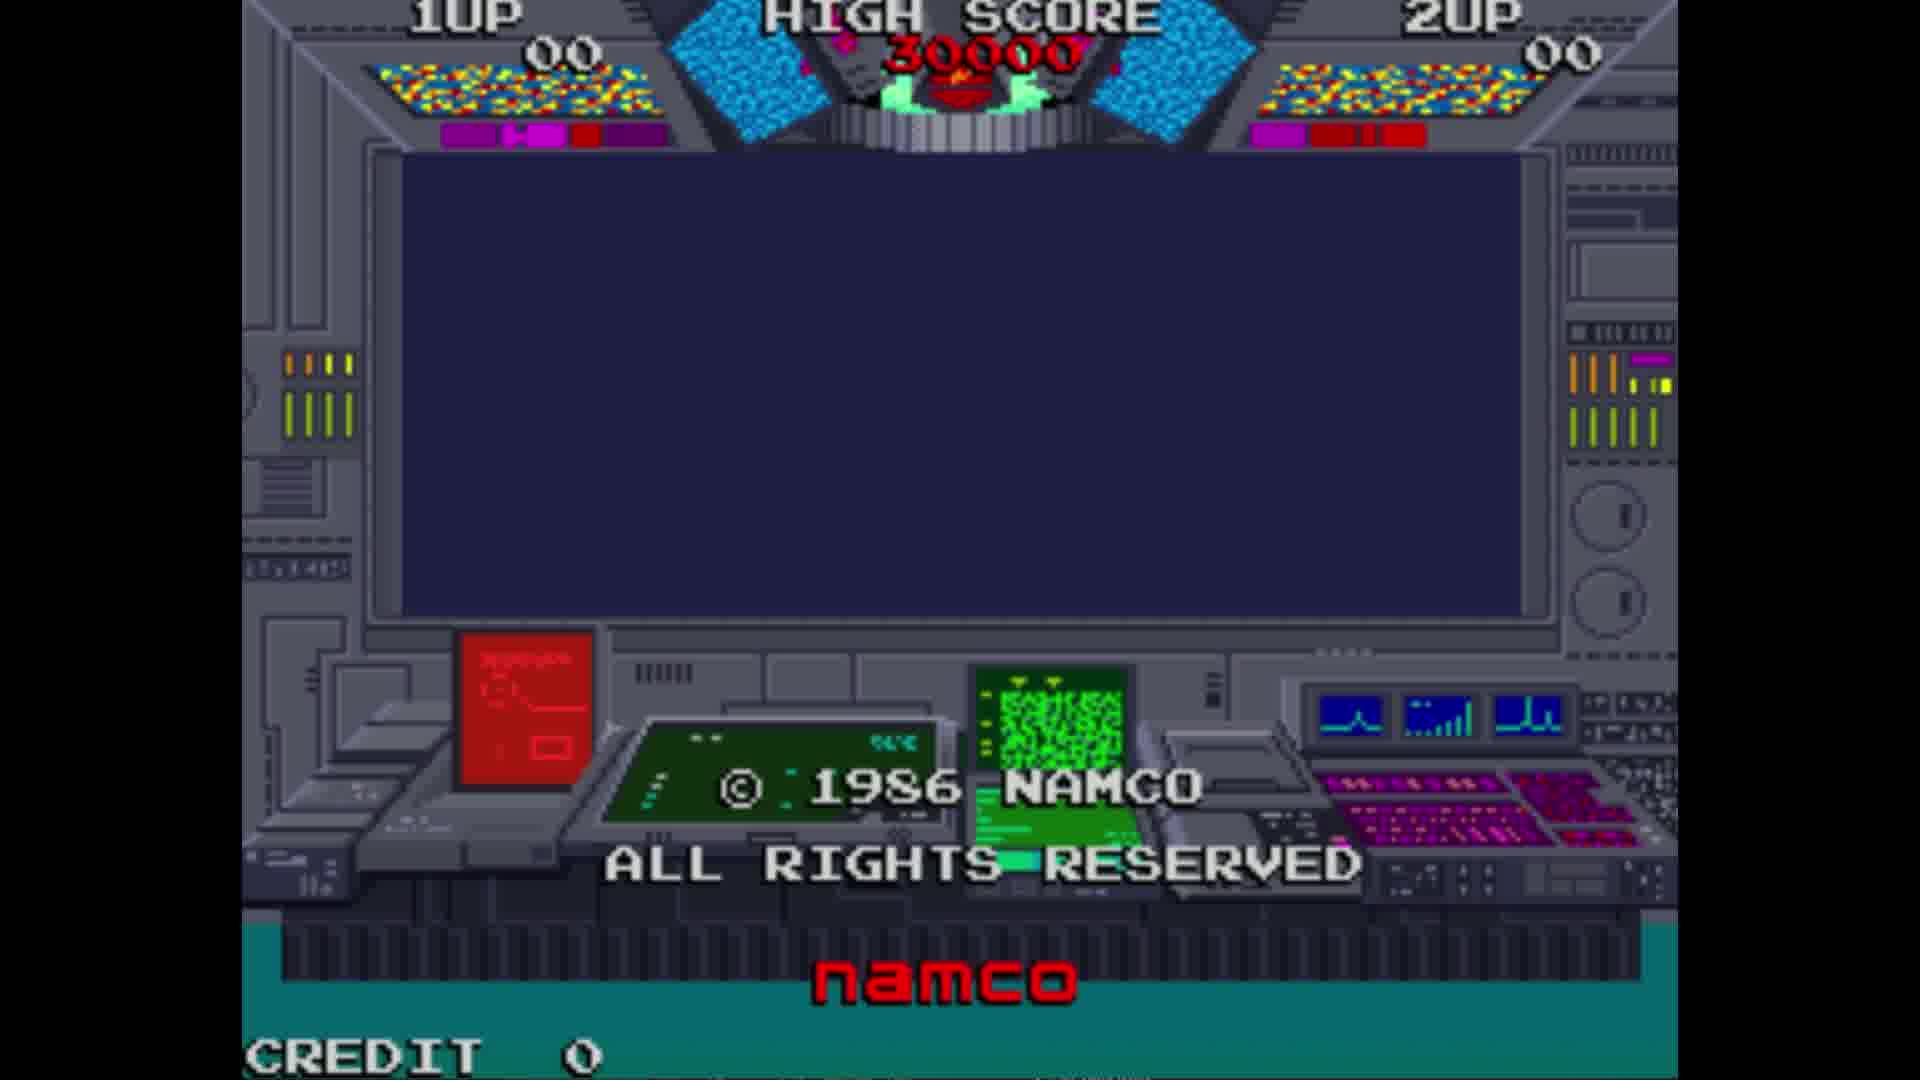 1UP HIGH SCORE 2UP
00 30000 00
© 1986 NAMCO
ALL RIGHTS RESERVED
namco
CREDIT 0